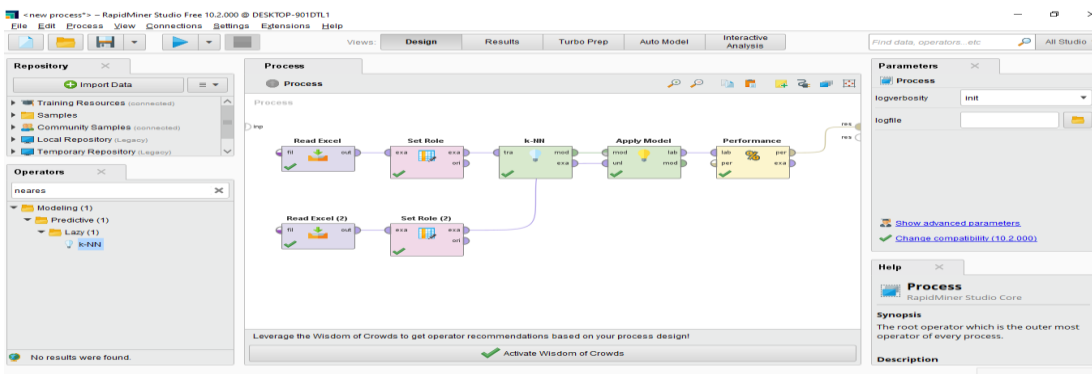 <new process*> – RapidMiner Studio Free 10.2.000 @ DESKTOP-901DTL1
File Edit Process View Connections Settings Extensions Help
Views: Design Results Turbo Prep Auto Model Interactive Analysis
Find data, operators...etc All Studio
Repository
Import Data
Training Resources (connected)
Samples
Community Samples (connected)
Local Repository (Legacy)
Temporary Repository (Legacy)
Operators
neares
Modeling (1)
Predictive (1)
Lazy (1)
k-NN
No results were found.
Process
Process
Process
inp
res
res
Read Excel
fil out
Set Role
exa exa
ori
k-NN
tra mod
exa
Apply Model
mod lab
unl mod
Performance
lab per
per exa
Read Excel (2)
fil out
Set Role (2)
exa exa
ori
Leverage the Wisdom of Crowds to get operator recommendations based on your process design!
Activate Wisdom of Crowds
Parameters
Process
logverbosity init
logfile
Show advanced parameters
Change compatibility (10.2.000)
Help
Process
RapidMiner Studio Core
Synopsis
The root operator which is the outer most
operator of every process.
Description